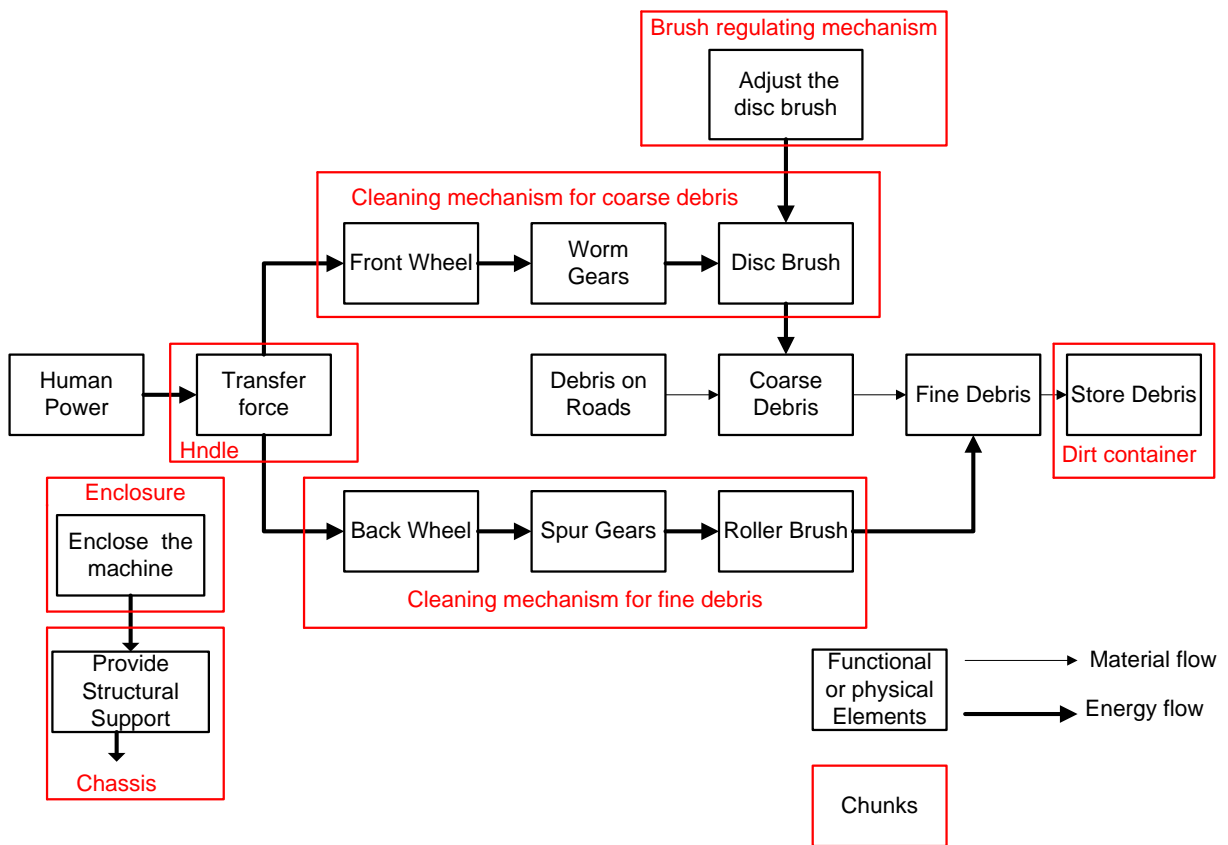 Brush regulating mechanism
Adjust the
disc brush
Cleaning mechanism for coarse debris
Front Wheel
Worm
Gears
Disc Brush
Human
Power
Transfer
force
Hndle
Debris on
Roads
Coarse
Debris
Fine Debris
Store Debris
Dirt container
Enclosure
Enclose the
machine
Back Wheel
Spur Gears
Roller Brush
Cleaning mechanism for fine debris
Provide
Structural
Support
Chassis
Functional
or physical
Elements
Material flow
Energy flow
Chunks